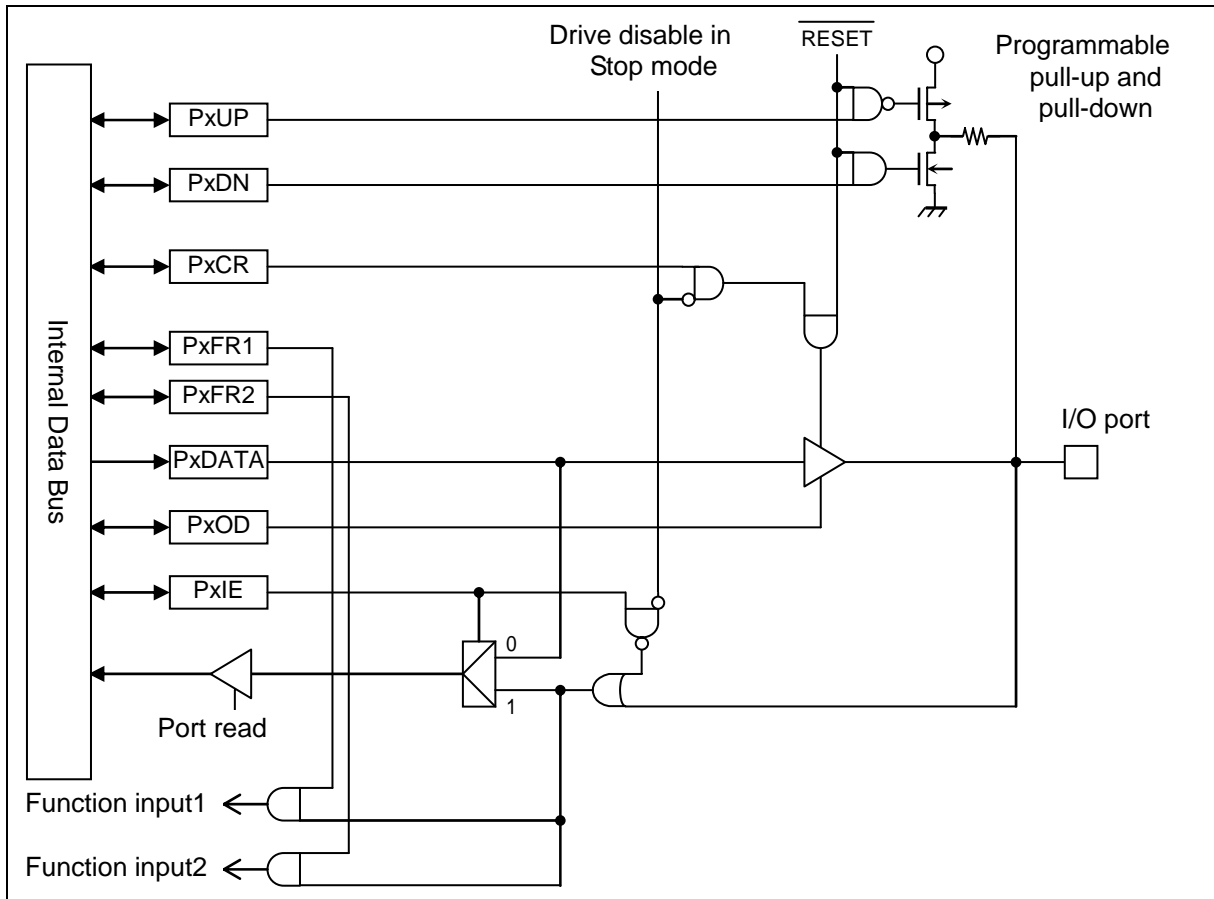 Drive disable in
Stop mode
RESET
Programmable
pull-up and
pull-down
PxUP
PxDN
PxCR
PxFR1
PxFR2
PxDATA
PxOD
PxIE
Internal Data Bus
I/O port
0
1
Port read
Function input1
Function input2